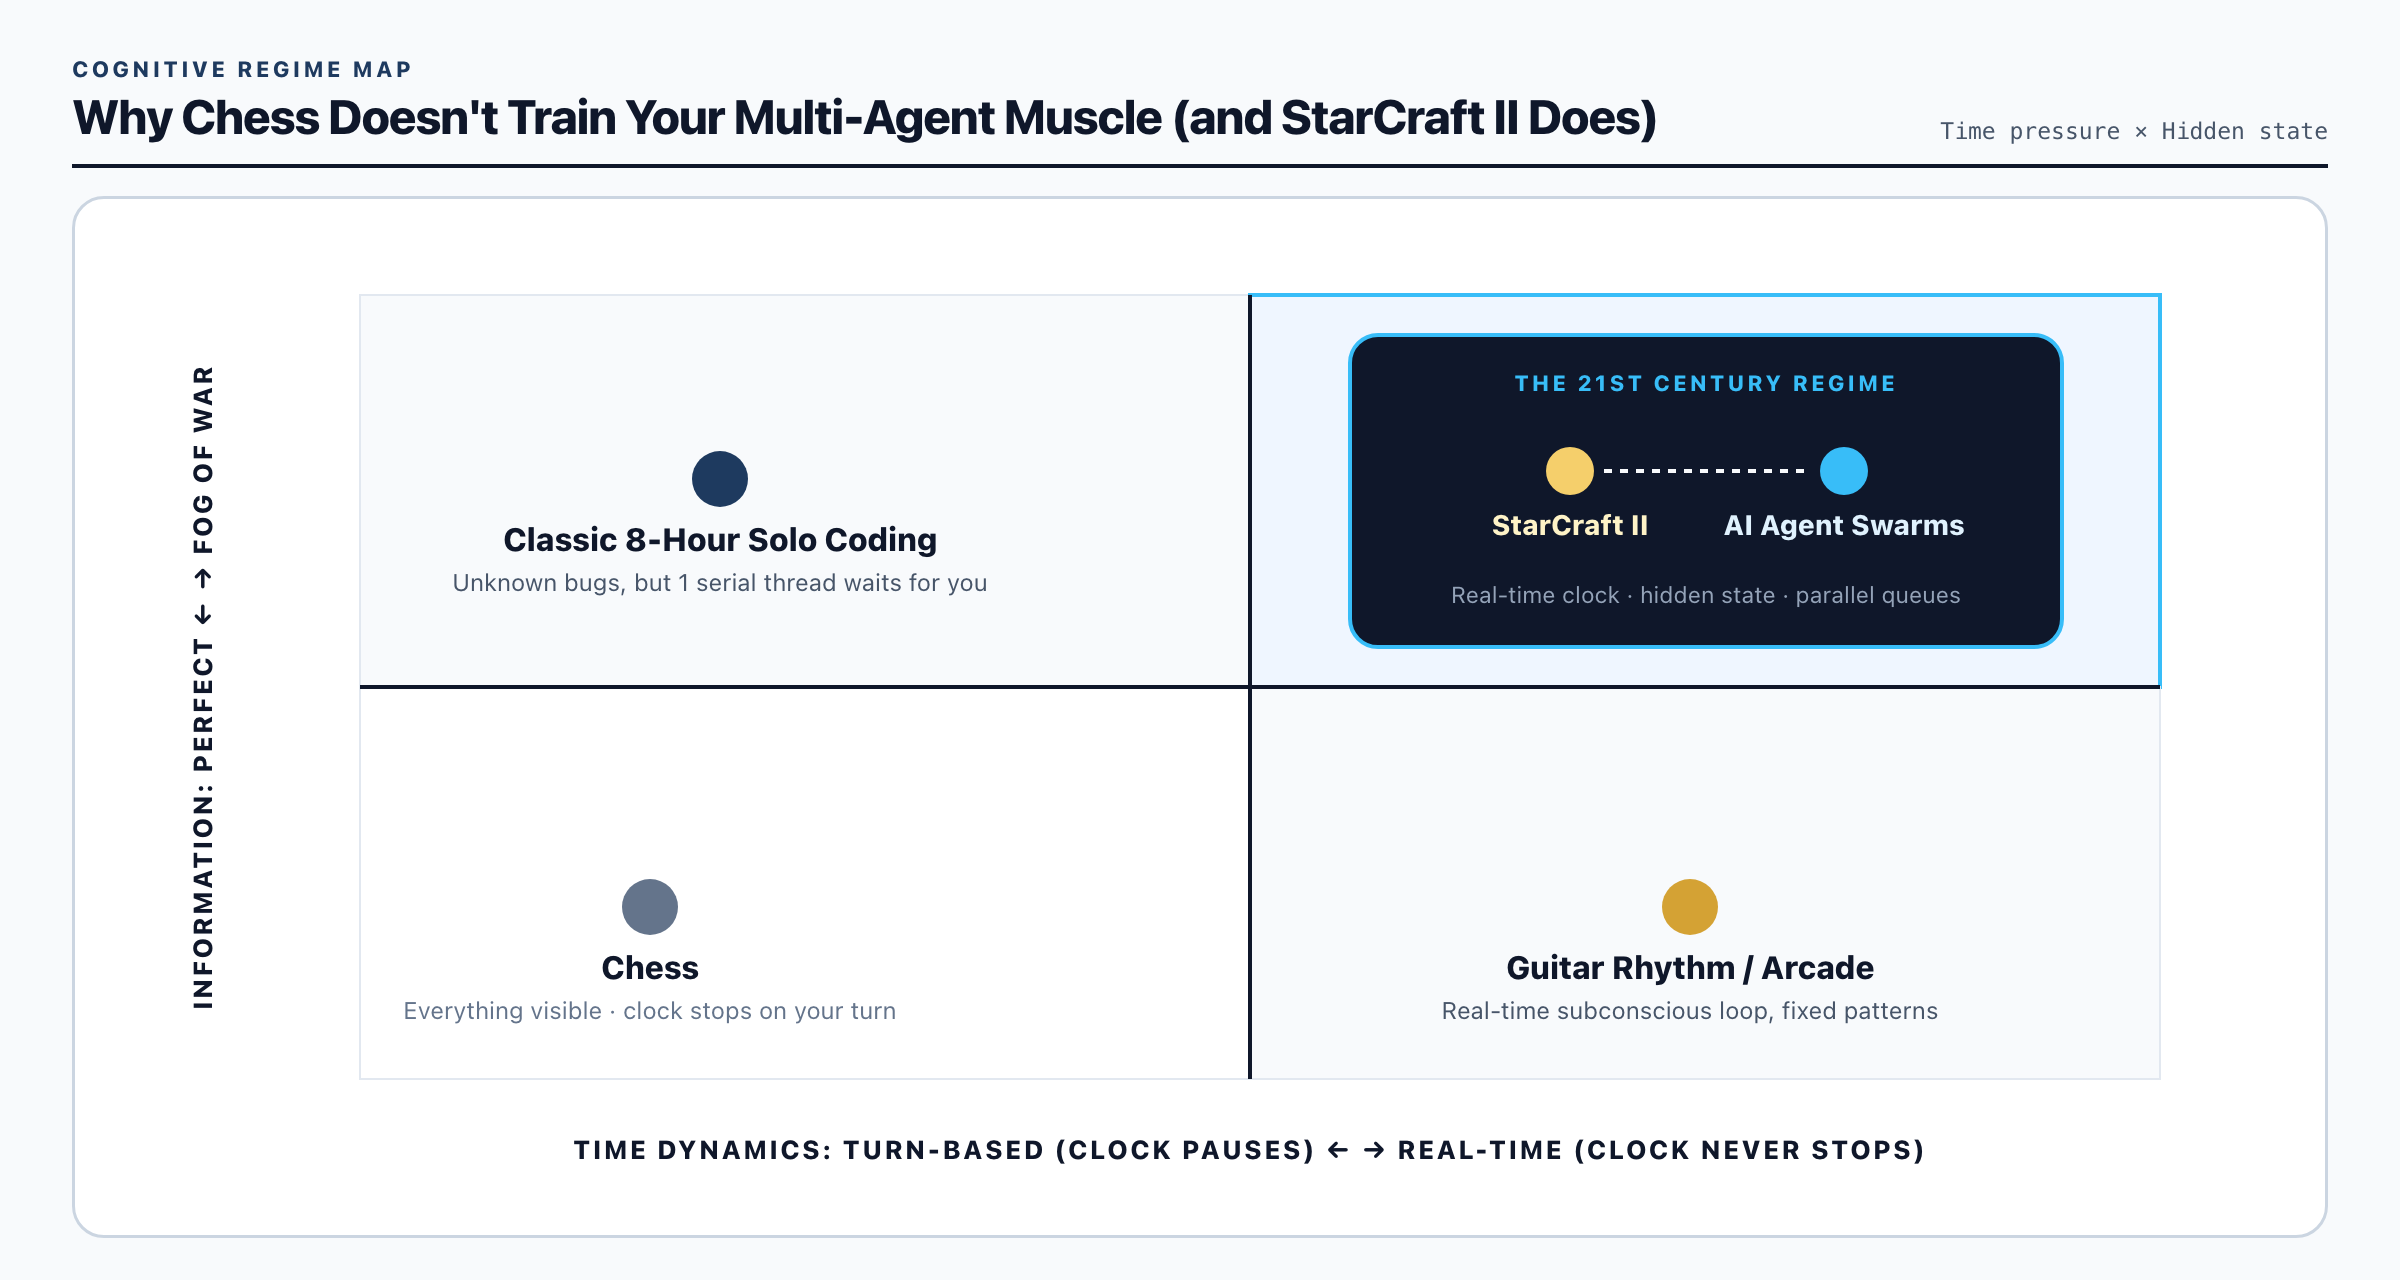 COGNITIVE REGIME MAP
Why Chess Doesn't Train Your Multi-Agent Muscle (and StarCraft II Does)
Time pressure × Hidden state
INFORMATION: PERFECT ← → FOG OF WAR
Classic 8-Hour Solo Coding
Unknown bugs, but 1 serial thread waits for you
THE 21ST CENTURY REGIME
StarCraft II
AI Agent Swarms
Real-time clock · hidden state · parallel queues
Chess
Everything visible · clock stops on your turn
Guitar Rhythm / Arcade
Real-time subconscious loop, fixed patterns
TIME DYNAMICS: TURN-BASED (CLOCK PAUSES) ← → REAL-TIME (CLOCK NEVER STOPS)